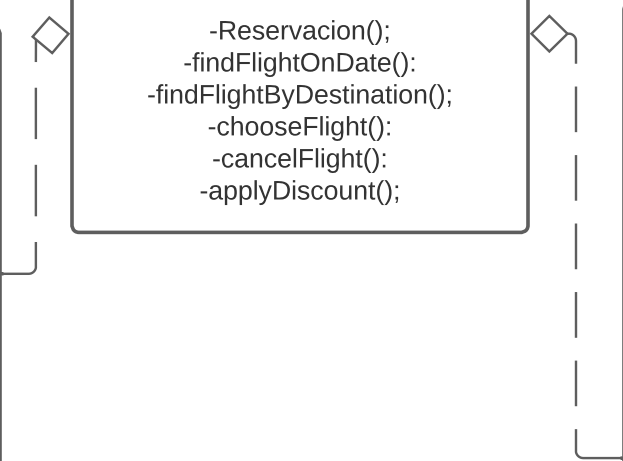 -Reservacion();
-findFlightOnDate():
-findFlightByDestination();
-chooseFlight():
-cancelFlight():
-applyDiscount();